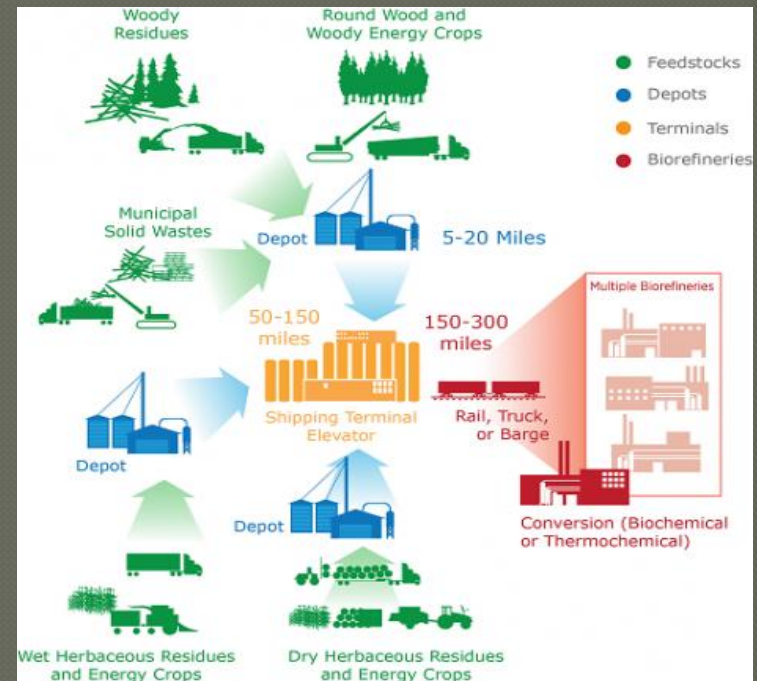 Woody
Residues
Round Wood and
Woody Energy Crops
Feedstocks
Depots
Terminals
Biorefineries
Municipal
Solid Wastes
Depot
5-20 Miles
50-150
miles
150-300
miles
Multiple Biorefineries
Shipping Terminal
Elevator
Rail, Truck,
or Barge
Depot
Depot
Conversion (Biochemical
or Thermochemical)
Wet Herbaceous Residues
and Energy Crops
Dry Herbaceous Residues
and Energy Crops